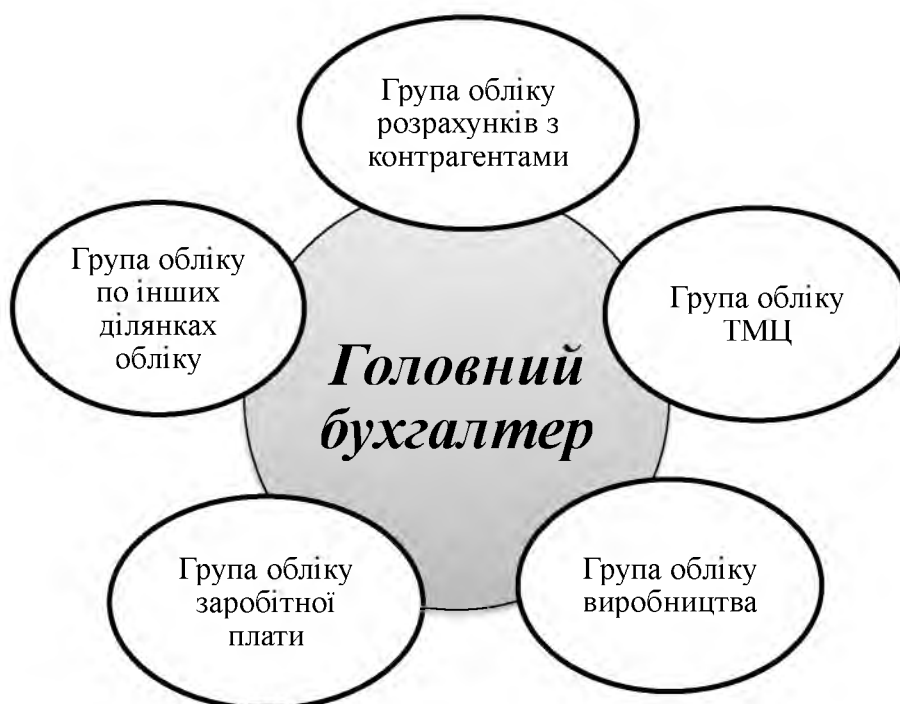 Група обліку
розрахунків з
контрагентами
Група обліку
по інших
ділянках
обліку
Група обліку
ТМЦ
Головний
бухгалтер
Група обліку
заробітної
плати
Група обліку
виробництва